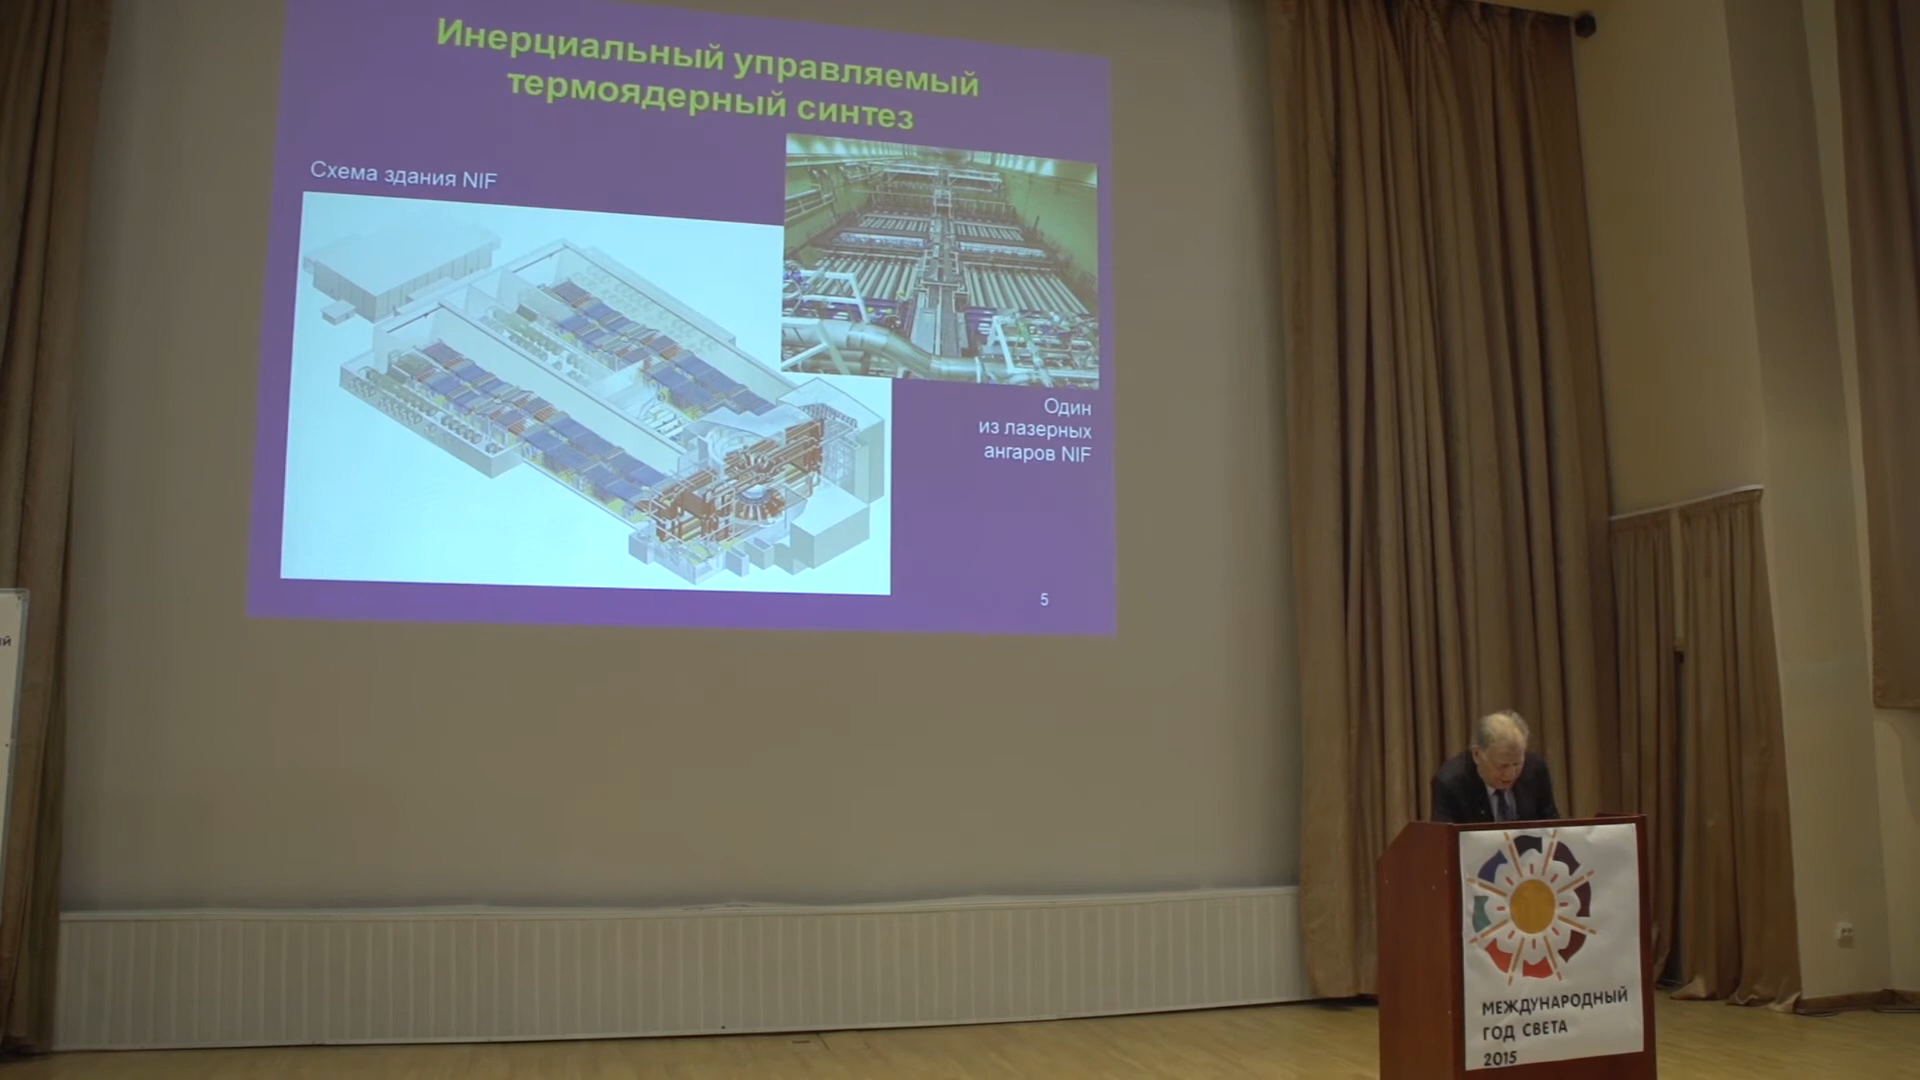 Инерциальный управляемый
термоядерный синтез
Схема здания NIF
Один
из лазерных
ангаров NIF
5
МЕЖДУНАРОДНЫЙ
ГОД СВЕТА
2015